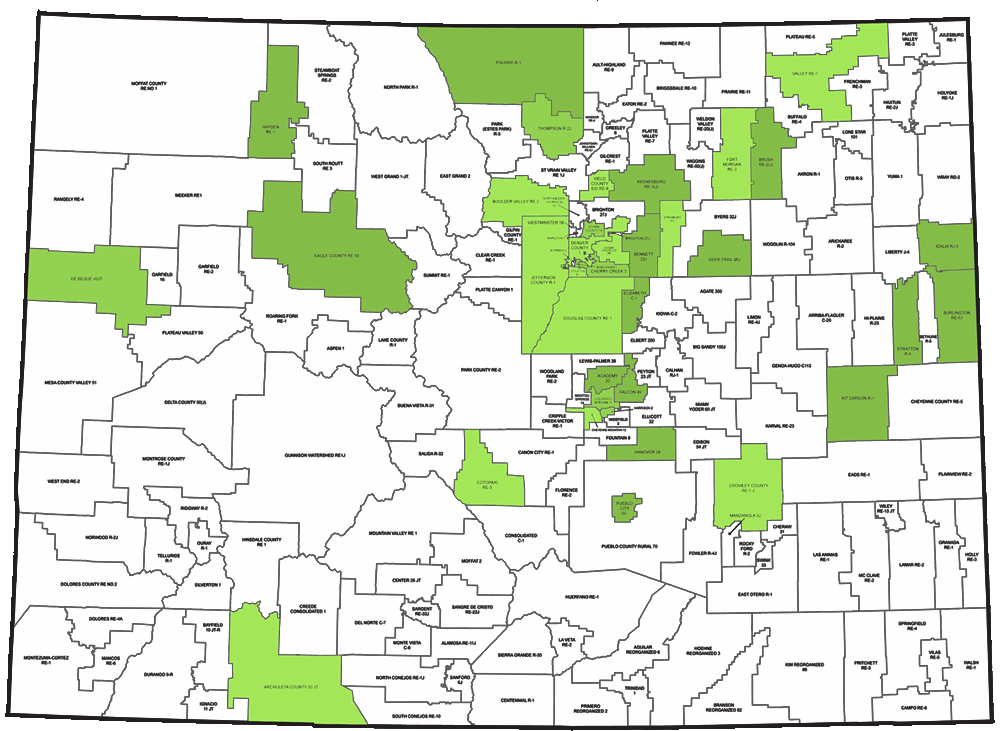 MOFFAT COUNTY
RE NO 1
HAYDEN
RE-1
STEAMBOAT
SPRINGS
RE-2
NORTH PARK R-1
POUDRE R-1
AULT-HIGHLAND
RE-9
PAWNEE RE-12
BRIGGSDALE RE-10
PRAIRIE RE-11
PLATEAU RE-5
PLATTE
VALLEY
RE-3
JULESBURG
RE-1
VALLEY RE-1
FRENCHMAN
RE-3
HAXTUN
RE-2J
HOLYOKE
RE-1J
BUFFALO
RE-4
EATON RE-2
GREELEY
6
PLATTE
VALLEY
RE-7
WELDON
VALLEY
RE-20(J)
THOMPSON R-2J
PARK
(ESTES PARK)
R-3
GILCREST
RE-1
WIGGINS
RE-50(J)
FORT
MORGAN
RE-3
BRUSH
RE-2(J)
AKRON R-1
LONE STAR
101
OTIS R-3
YUMA 1
WRAY RD-2
RANGELY RE-4
MEEKER RE1
SOUTH ROUTT
RE 3
WEST GRAND 1-JT.
EAST GRAND 2
ST VRAIN VALLEY
RE 1J
WELD
COUNTY
S/D RE-8
KEENESBURG
RE-3(J)
BOULDER VALLEY RE 2
BRIGHTON
27J
BYERS 32J
WESTMINSTER 50
GILPIN
COUNTY
RE-1
DENVER
COUNTY
1
BENNETT
29J
DEER TRAIL 26J
WOODLIN R-104
ARICKAREE
R-2
LIBERTY J-4
IDALIA RJ-3
EAGLE COUNTY RE 50
SUMMIT RE-1
CLEAR CREEK
RE-1
JEFFERSON
COUNTY R-1
CHERRY CREEK 5
DE BEQUE 49JT
GARFIELD
16
GARFIELD
RE-2
PLATTE CANYON 1
ELIZABETH
C-1
AGATE 300
KIOWA C-2
LIMON
RE-4J
ARRIBA-FLAGLER
C-20
HI-PLAINS
R-23
STRATTON
R-4
BETHUNE
R-5
BURLINGTON
RE-6J
ROARING FORK
RE-1
PLATEAU VALLEY 50
DOUGLAS COUNTY RE 1
ELBERT 200
BIG SANDY 100J
ASPEN 1
LAKE COUNTY
R-1
LEWIS-PALMER 38
WOODLAND
PARK
RE-2
ACADEMY
20
PEYTON
23 JT
CALHAN
RJ-1
GENOA-HUGO C113
PARK COUNTY RE-2
FALCON 49
MESA COUNTY VALLEY 51
DELTA COUNTY 50(J)
BUENA VISTA R-31
CRIPPLE
CREEK-VICTOR
RE-1
HARRISON 2
WIDEFIELD
3
ELLICOTT
22
MIAMI
YODER 60 JT
KARVAL RE-23
KIT CARSON R-1
CHEYENNE COUNTY RE-5
CHEYENNE MOUNTAIN 12
FOUNTAIN 8
HANOVER 28
EDISON
54 JT
MONTROSE COUNTY
RE-1J
GUNNISON WATERSHED RE1J
SALIDA R-32
COTOPAXI
RE-3
CANON CITY RE-1
FLORENCE
RE-2
WEST END RE-2
CROWLEY COUNTY
RE-1-J
EADS RE-1
PLAINVIEW RE-2
PUEBLO
CITY
60
PUEBLO COUNTY RURAL 70
MANZANOLA 3J
FOWLER R-4J
ROCKY
FORD
R-2
CHERAW
31
SWINK
33
WILEY
RE-13 JT
LAS ANIMAS
RE-1
MC CLAVE
RE-2
LAMAR RE-2
GRANADA
RE-1
HOLLY
RE-3
RIDGWAY R-2
NORWOOD R-2J
OURAY
R-1
TELLURIDE
R-1
HINSDALE COUNTY
RE 1
MOUNTAIN VALLEY RE 1
CONSOLIDATED
C-1
MOFFAT 2
CENTER 26 JT
DOLORES COUNTY RE NO.2
SILVERTON 1
CREEDE
CONSOLIDATED 1
EAST OTERO R-1
HUERFANO RE-1
DEL NORTE C-7
SARGENT
RE-33J
SANGRE DE CRISTO
RE-22J
DOLORES RE-4A
BAYFIELD
10 JT-R
MONTE VISTA
C-8
ALAMOSA RE-11J
LA VETA
RE-2
SIERRA GRANDE R-30
AGUILAR
REORGANIZED 6
HOEHNE
REORGANIZED 3
KIM REORGANIZED
88
PRITCHETT
RE-3
SPRINGFIELD
RE-4
VILAS
RE-5
WALSH
RE-1
MONTEZUMA-CORTEZ
RE-1
MANCOS
RE-6
DURANGO 9-R
IGNACIO
11 JT
ARCHULETA COUNTY 50 JT
NORTH CONEJOS RE-1J
SANFORD
6J
SOUTH CONEJOS RE-10
CENTENNIAL R-1
PRIMERO
REORGANIZED 2
TRINIDAD
1
BRANSON
REORGANIZED 82
CAMPO RE-6